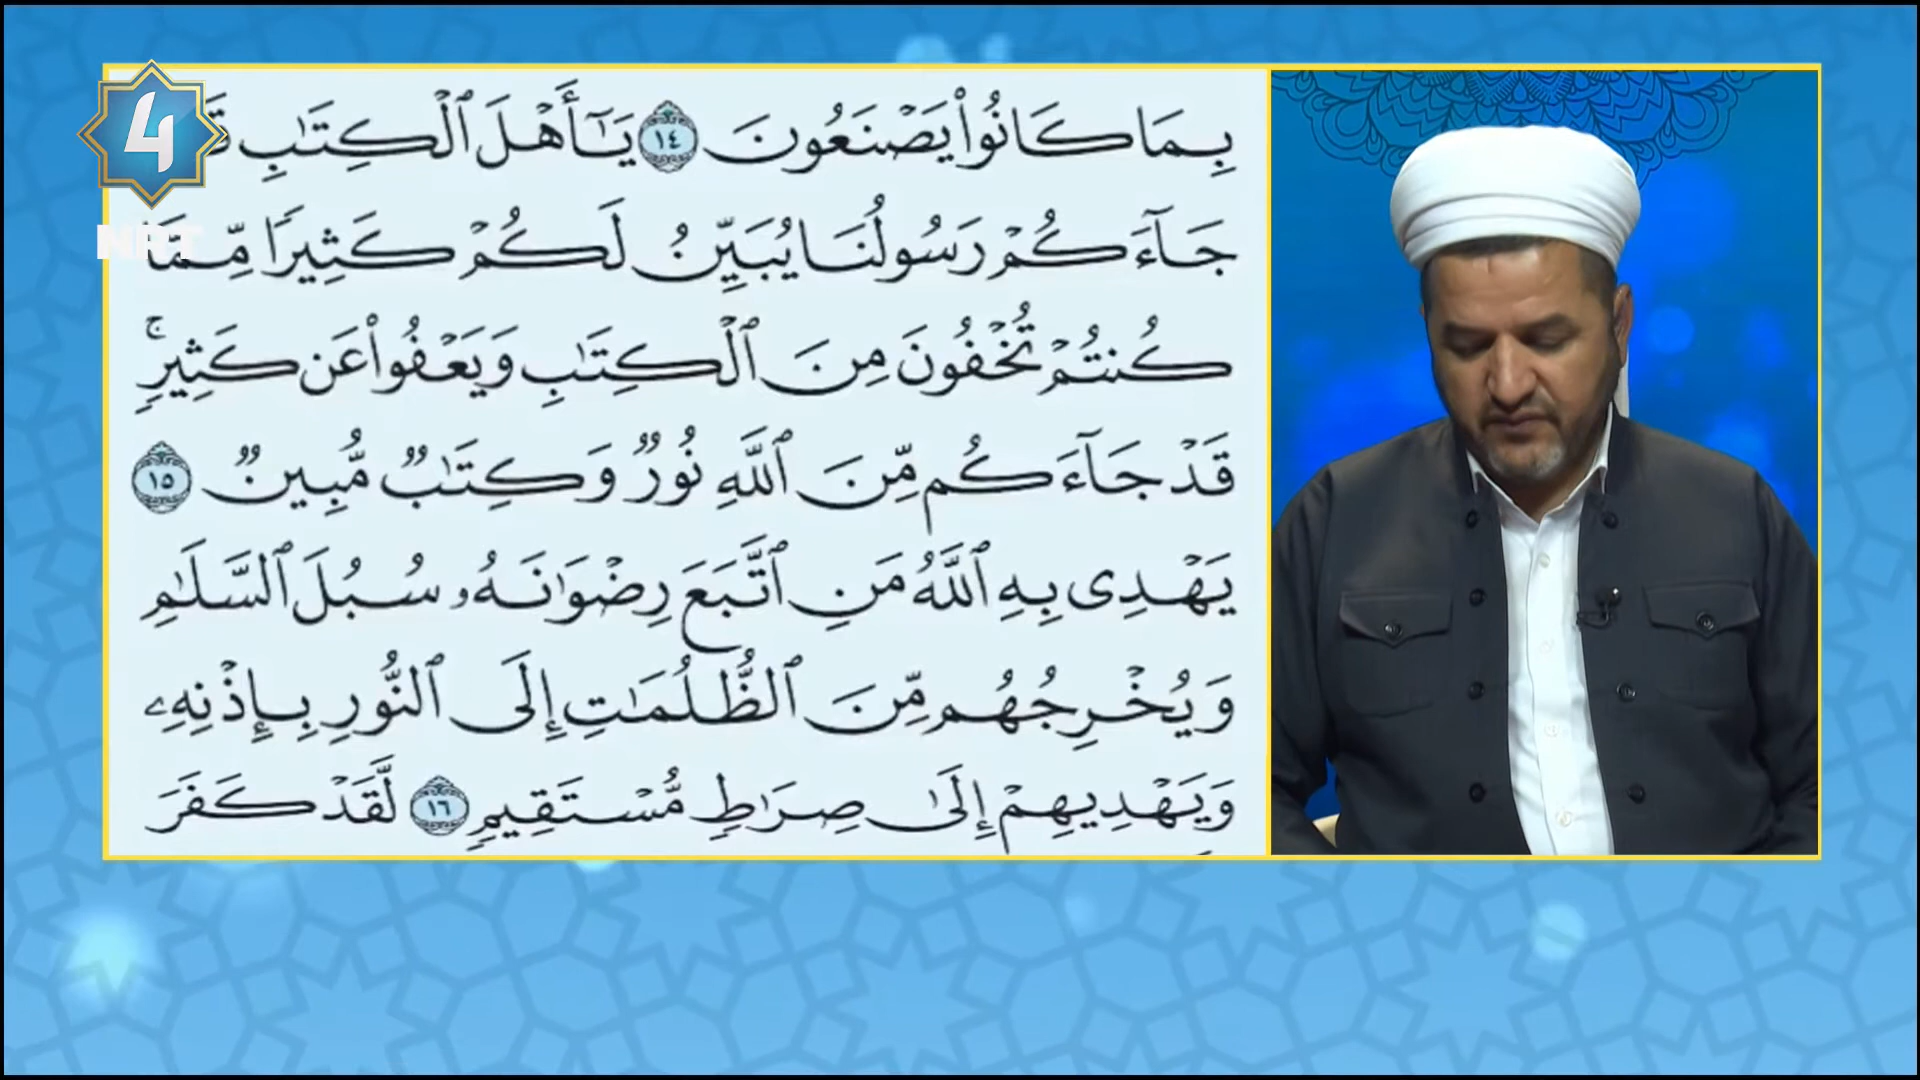 4
NRT
بِمَا كَانُوا۟ يَصْنَعُونَ ١٤ يَـٰٓأَهْلَ ٱلْكِتَـٰبِ
جَآءَكُمْ رَسُولُنَا يُبَيِّنُ لَكُمْ كَثِيرًا مِّمَّا
كُنتُمْ تُخْفُونَ مِنَ ٱلْكِتَـٰبِ وَيَعْفُوا۟ عَن كَثِيرٍ ۚ
قَدْ جَآءَكُم مِّنَ ٱللَّهِ نُورٌ وَكِتَـٰبٌ مُّبِينٌ ١٥
يَهْدِى بِهِ ٱللَّهُ مَنِ ٱتَّبَعَ رِضْوَٰنَهُۥ سُبُلَ ٱلسَّلَـٰمِ
وَيُخْرِجُهُم مِّنَ ٱلظُّلُمَـٰتِ إِلَى ٱلنُّورِ بِإِذْنِهِۦ
وَيَهْدِيهِمْ إِلَىٰ صِرَٰطٍ مُّسْتَقِيمٍ ١٦ لَّقَدْ كَفَرَ